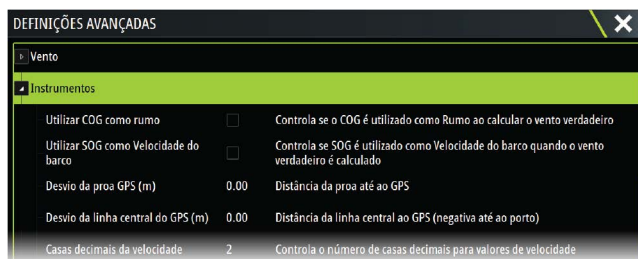 DEFINIÇÕES AVANÇADAS
Vento
Instrumentos
Utilizar COG como rumo Controla se o COG é utilizado como Rumo ao calcular o vento verdadeiro
Utilizar SOG como Velocidade do Controla se SOG é utilizado como Velocidade do barco quando o vento
barco verdadeiro é calculado
Desvio da proa GPS (m) 0.00 Distância da proa até ao GPS
Desvio da linha central do GPS (m) 0.00 Distância da linha central ao GPS (negativa até ao porto)
Casas decimais da velocidade 2 Controla o número de casas decimais para valores de velocidade